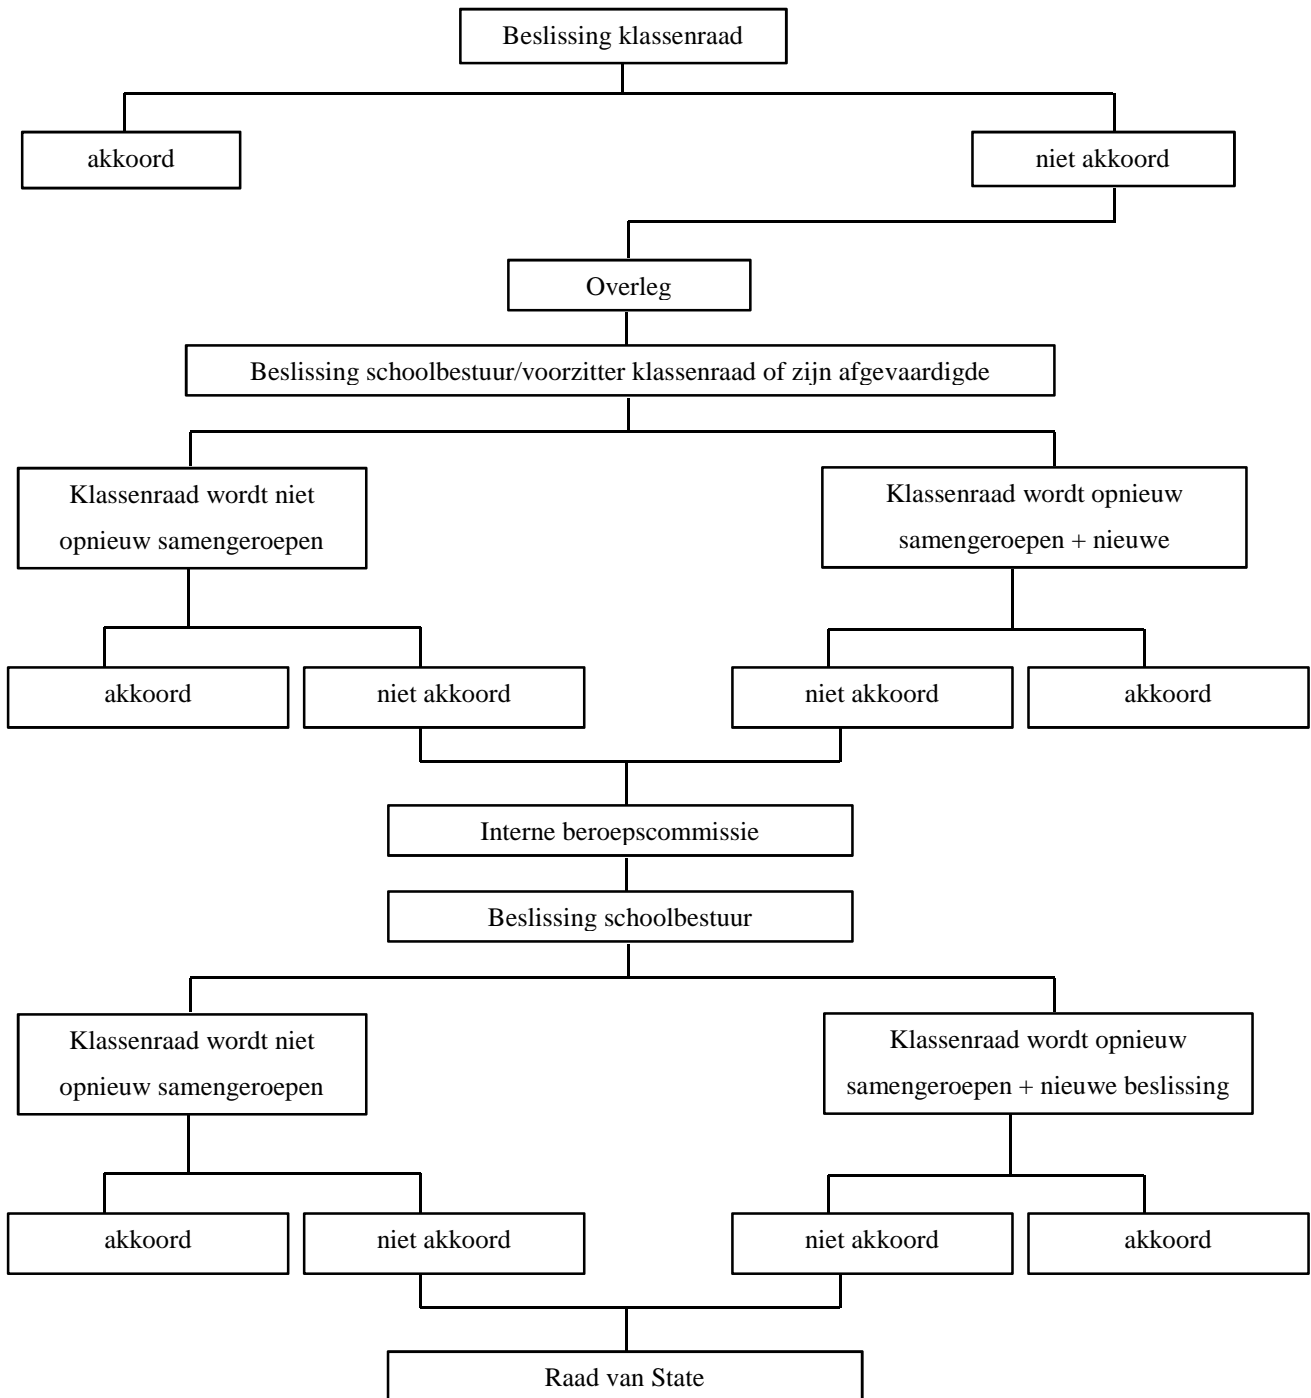 Beslissing klassenraad
akkoord
niet akkoord
Overleg
Beslissing schoolbestuur/voorzitter klassenraad of zijn afgevaardigde
Klassenraad wordt niet
opnieuw samengeroepen
Klassenraad wordt opnieuw
samengeroepen + nieuwe
akkoord
niet akkoord
niet akkoord
akkoord
Interne beroepscommissie
Beslissing schoolbestuur
Klassenraad wordt niet
opnieuw samengeroepen
Klassenraad wordt opnieuw
samengeroepen + nieuwe beslissing
akkoord
niet akkoord
niet akkoord
akkoord
Raad van State